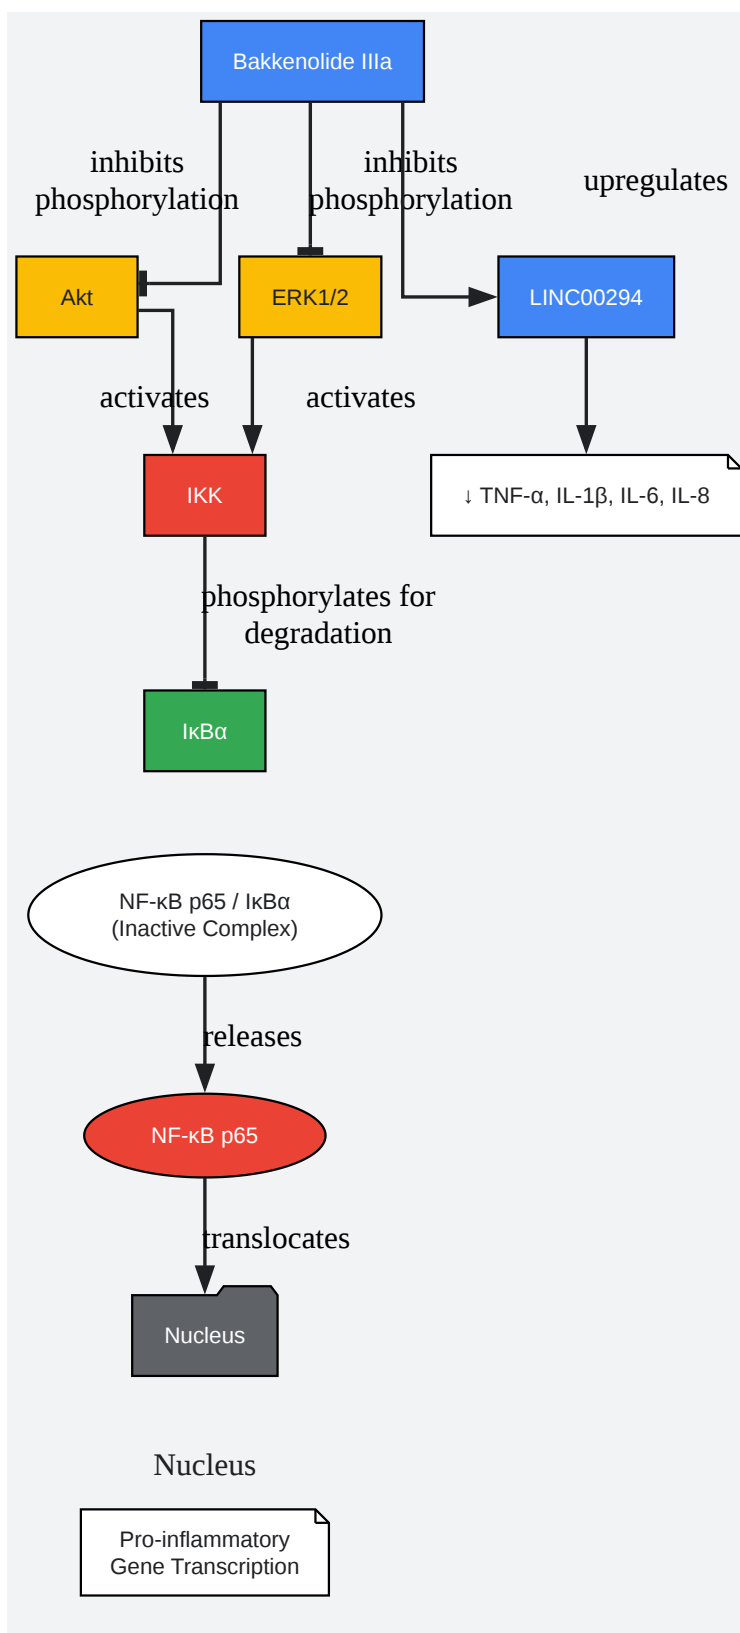 Bakkenolide IIIa
inhibits
phosphorylation
inhibits
phosphorylation
upregulates
Akt
ERK1/2
LINC00294
activates
activates
IKK
↓ TNF-α, IL-1β, IL-6, IL-8
phosphorylates for
degradation
IκBα
NF-κB p65 / IκBα
(Inactive Complex)
releases
NF-κB p65
translocates
Nucleus
Nucleus
Pro-inflammatory
Gene Transcription